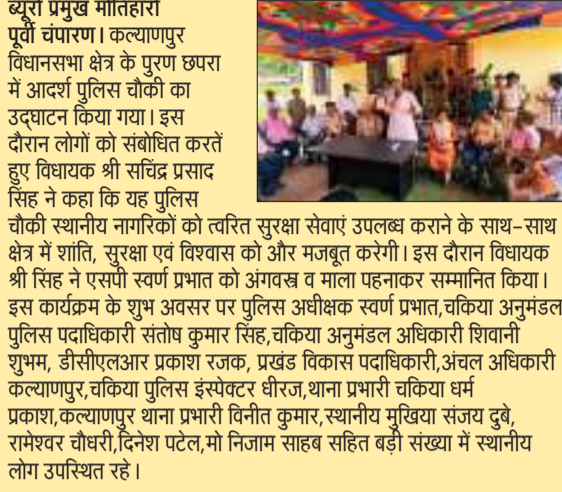 ब्यूरो प्रमुख मोतिहारी
पूर्वी चंपारण। कल्याणपुर
विधानसभा क्षेत्र के पुरण छपरा
में आदर्श पुलिस चौकी का
उद्घाटन किया गया। इस
दौरान लोगों को संबोधित करतें
हुए विधायक श्री सचिंद्र प्रसाद
सिंह ने कहा कि यह पुलिस
चौकी स्थानीय नागरिकों को त्वरित सुरक्षा सेवाएं उपलब्ध कराने के साथ-साथ
क्षेत्र में शांति, सुरक्षा एवं विश्वास को और मजबूत करेगी। इस दौरान विधायक
श्री सिंह ने एसपी स्वर्ण प्रभात को अंगवस्त्र व माला पहनाकर सम्मानित किया।
इस कार्यक्रम के शुभ अवसर पर पुलिस अधीक्षक स्वर्ण प्रभात,चकिया अनुमंडल
पुलिस पदाधिकारी संतोष कुमार सिंह,चकिया अनुमंडल अधिकारी शिवानी
शुभम, डीसीएलआर प्रकाश रजक, प्रखंड विकास पदाधिकारी,अंचल अधिकारी
कल्याणपुर,चकिया पुलिस इंस्पेक्टर धीरज,थाना प्रभारी चकिया धर्म
प्रकाश,कल्याणपुर थाना प्रभारी विनीत कुमार,स्थानीय मुखिया संजय दुबे,
रामेश्वर चौधरी,दिनेश पटेल,मो निजाम साहब सहित बड़ी संख्या में स्थानीय
लोग उपस्थित रहे।